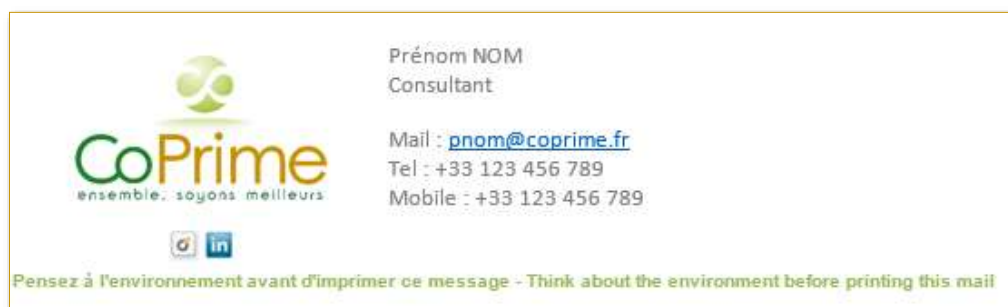 Prénom NOM
Consultant
Mail : pnom@coprime.fr
Tel : +33 123 456 789
Mobile : +33 123 456 789
CoPrime
ensemble, soyons meilleurs
in
Pensez à l'environnement avant d'imprimer ce message - Think about the environment before printing this mail